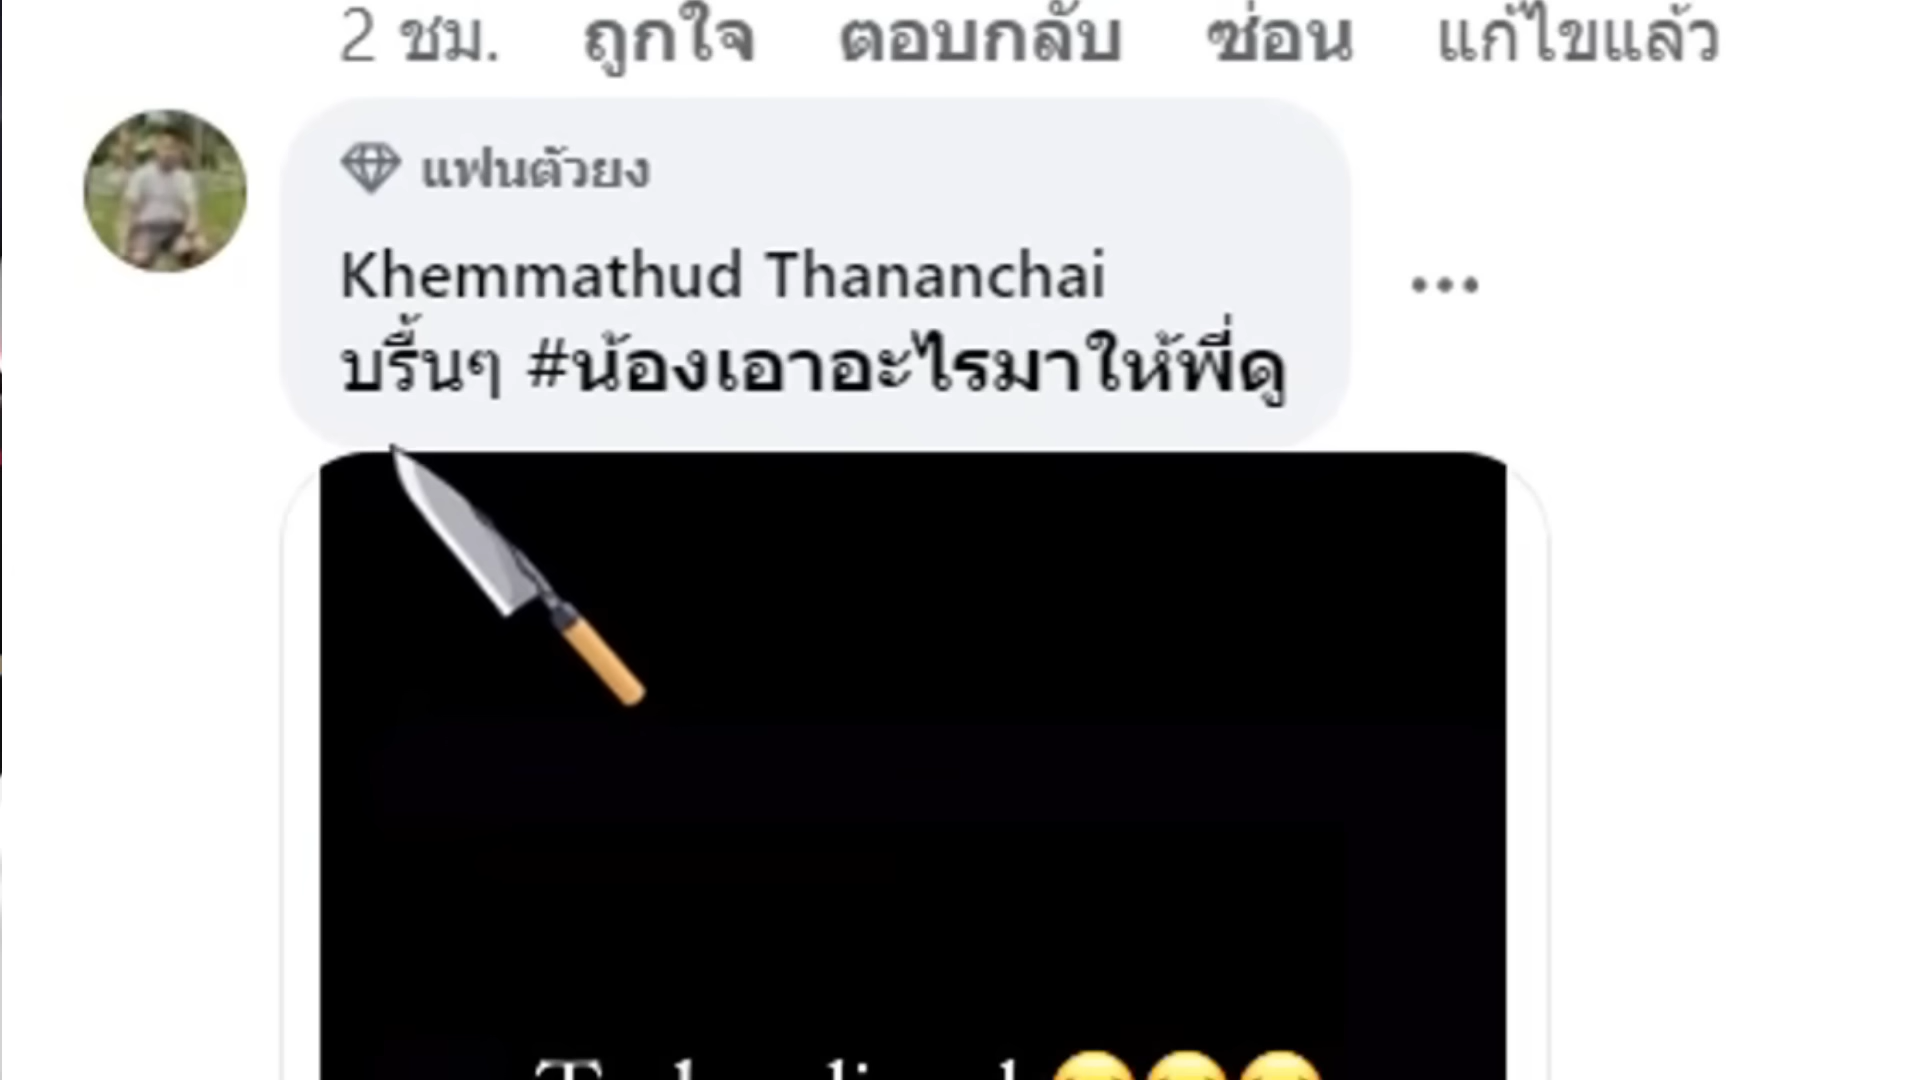 2 ชม. ถูกใจ ตอบกลับ ซ่อน แก้ไขแล้ว
แฟนตัวยง
Khemmathud Thananchai
บรื้นๆ #น้องเอาอะไรมาให้พี่ดู